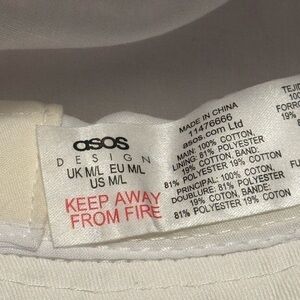 asos
DESIGN
UK M/L EU M/L
US M/L
KEEP AWAY
FROM FIRE
MADE IN CHINA
11476666
asos.com Ltd
MAIN: 100% COTTON,
LINING: 81% POLYESTER
19% COTTON, BAND:
81% POLYESTER 19% COTTON
PRINCIPAL: 100% COTON,
DOUBLURE: 81% POLYESTER
19% COTON, BANDE:
81% POLYESTER 19% COTON
100%
19%